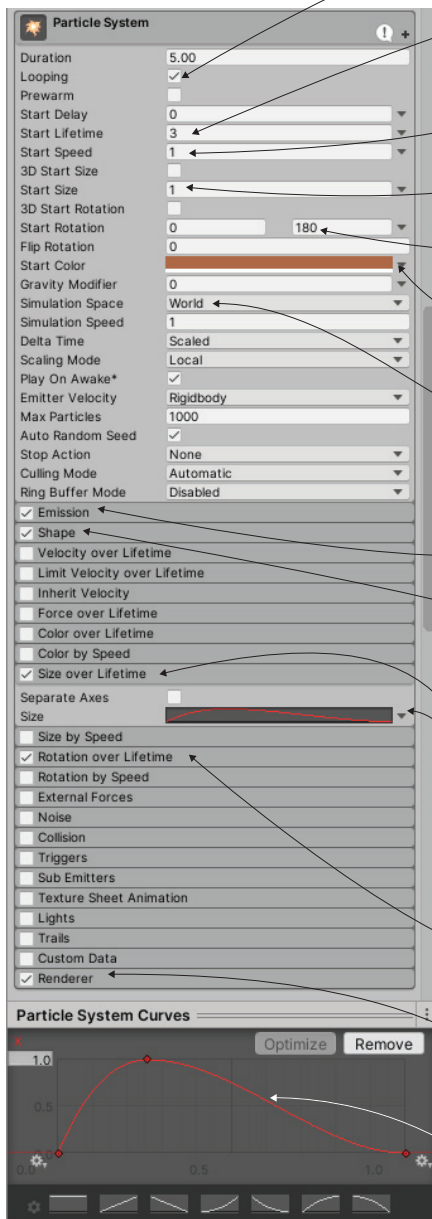 Particle System
Duration 5.00
Looping
Prewarm
Start Delay 0
Start Lifetime 3
Start Speed 1
3D Start Size
Start Size 1
3D Start Rotation
Start Rotation 0 180
Flip Rotation 0
Start Color
Gravity Modifier 0
Simulation Space World
Simulation Speed 1
Delta Time Scaled
Scaling Mode Local
Play On Awake*
Emitter Velocity Rigidbody
Max Particles 1000
Auto Random Seed
Stop Action None
Culling Mode Automatic
Ring Buffer Mode Disabled
Emission
Shape
Velocity over Lifetime
Limit Velocity over Lifetime
Inherit Velocity
Force over Lifetime
Color over Lifetime
Color by Speed
Size over Lifetime
Separate Axes
Size
Size by Speed
Rotation over Lifetime
Rotation by Speed
External Forces
Noise
Collision
Triggers
Sub Emitters
Texture Sheet Animation
Lights
Trails
Custom Data
Renderer
Particle System Curves
Optimize Remove
1.0
0.5
0.0 0.5 1.0